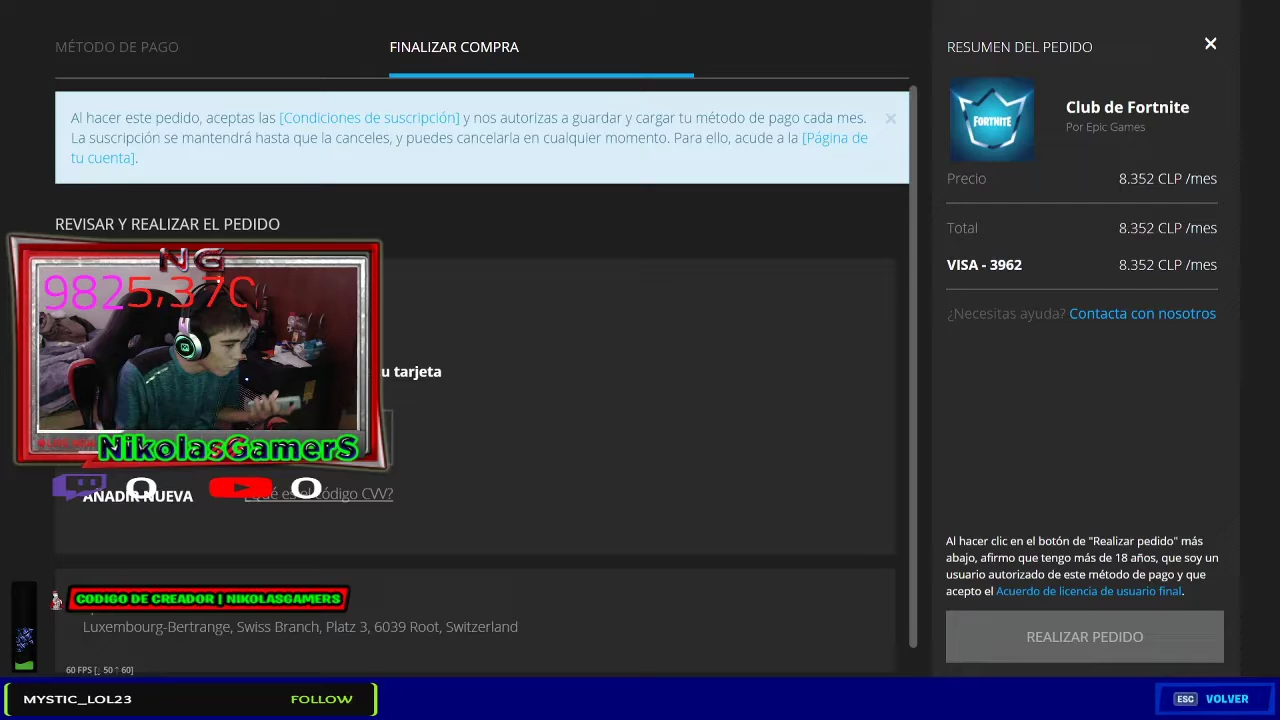 MÉTODO DE PAGO
FINALIZAR COMPRA
Al hacer este pedido, aceptas las [Condiciones de suscripción] y nos autorizas a guardar y cargar tu método de pago cada mes.
La suscripción se mantendrá hasta que la canceles, y puedes cancelarla en cualquier momento. Para ello, acude a la [Página de
tu cuenta].
REVISAR Y REALIZAR EL PEDIDO
NG
9825,370
u tarjeta
NikolasGamerS
0
0
AÑADIR NUEVA
¿Qué es el código CVV?
CODIGO DE CREADOR | NIKOLASGAMERS
Luxembourg-Bertrange, Swiss Branch, Platz 3, 6039 Root, Switzerland
60 FPS [↓ 50 ↑ 60]
MYSTIC_LOL23
FOLLOW
RESUMEN DEL PEDIDO
FORTNITE
Club de Fortnite
Por Epic Games
Precio 8.352 CLP /mes
Total 8.352 CLP /mes
VISA - 3962 8.352 CLP /mes
¿Necesitas ayuda? Contacta con nosotros
Al hacer clic en el botón de "Realizar pedido" más
abajo, afirmo que tengo más de 18 años, que soy un
usuario autorizado de este método de pago y que
acepto el Acuerdo de licencia de usuario final.
REALIZAR PEDIDO
ESC VOLVER